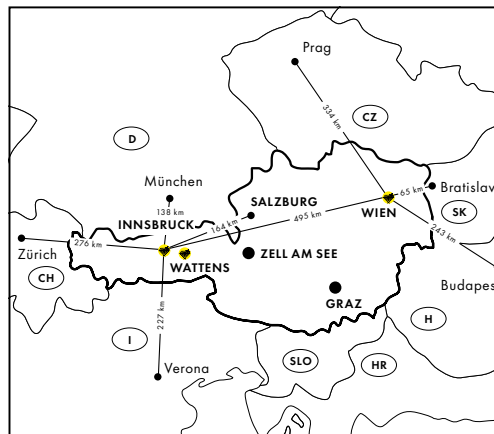 Prag
334 km
CZ
D
München
138 km
SALZBURG
65 km
Bratislav
INNSBRUCK
164 km
495 km
WIEN
SK
276 km
243 km
Zürich
WATTENS
ZELL AM SEE
CH
Budapes
GRAZ
227 km
H
I
SLO
HR
Verona